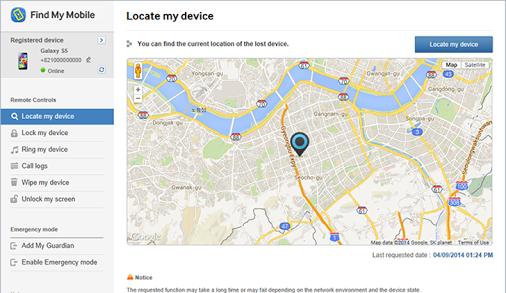 Find My Mobile
Registered device
Galaxy S5
+821000000000
Online
Remote Controls
Locate my device
Lock my device
Ring my device
Call logs
Wipe my device
Unlock my screen
Emergency mode
Add My Guardian
Enable Emergency mode
Locate my device
You can find the current location of the lost device.
Locate my device
Map
Satellite
Yongsan-gu
Gwangjin-gu
Gangnam-gu
Seocho-gu
Gwanak-gu
Google
Map data ©2014 Google, SK planet
Terms of Use
Last requested date : 04/09/2014 01:24 PM
Notice
The requested function may take a long time or may fail depending on the network environment and the device state.